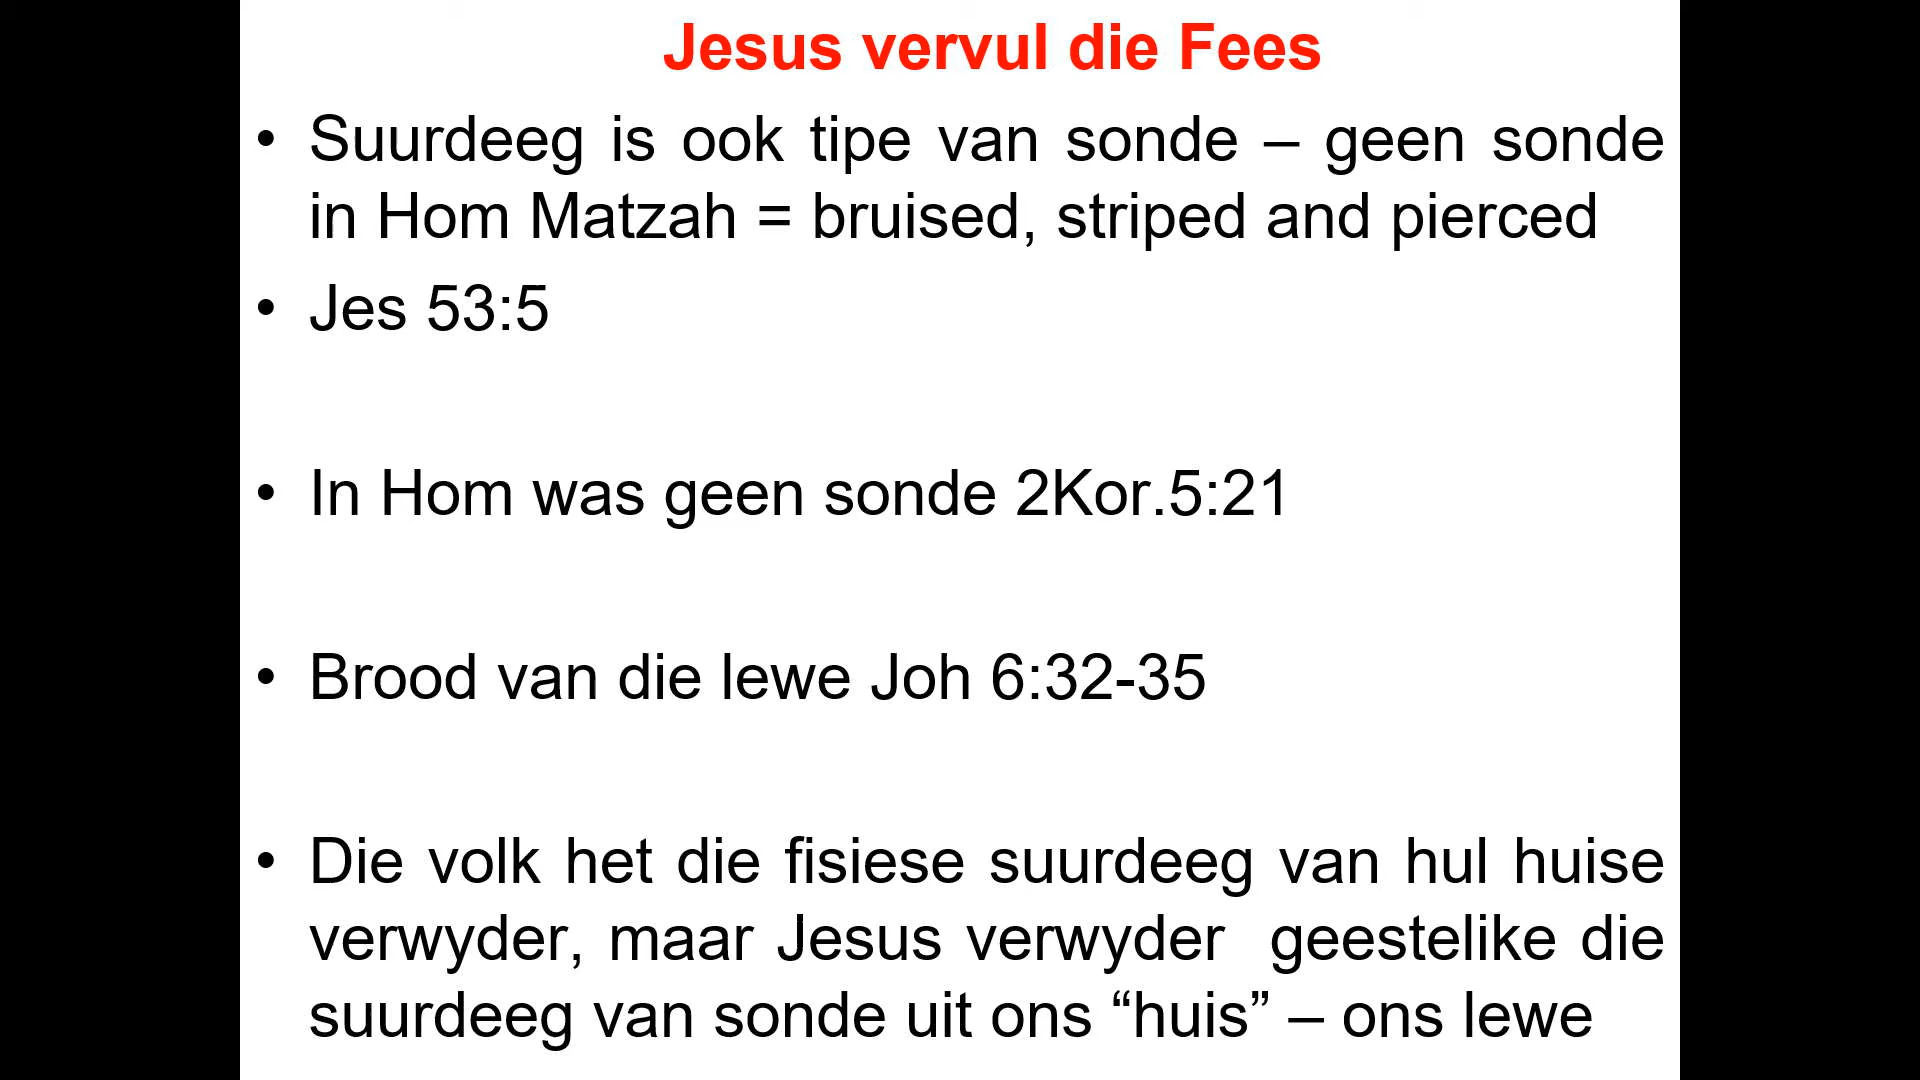 Jesus vervul die Fees
• Suurdeeg is ook tipe van sonde – geen sonde
in Hom Matzah = bruised, striped and pierced
• Jes 53:5
• In Hom was geen sonde 2Kor.5:21
• Brood van die lewe Joh 6:32-35
• Die volk het die fisiese suurdeeg van hul huise
verwyder, maar Jesus verwyder  geestelike die
suurdeeg van sonde uit ons “huis” – ons lewe